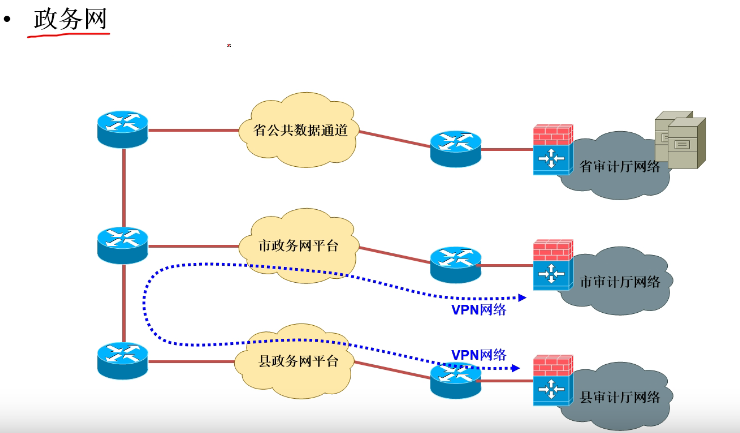 • 政务网
省公共数据通道
省审计厅网络
市政务网平台
市审计厅网络
VPN网络
VPN网络
县政务网平台
县审计厅网络